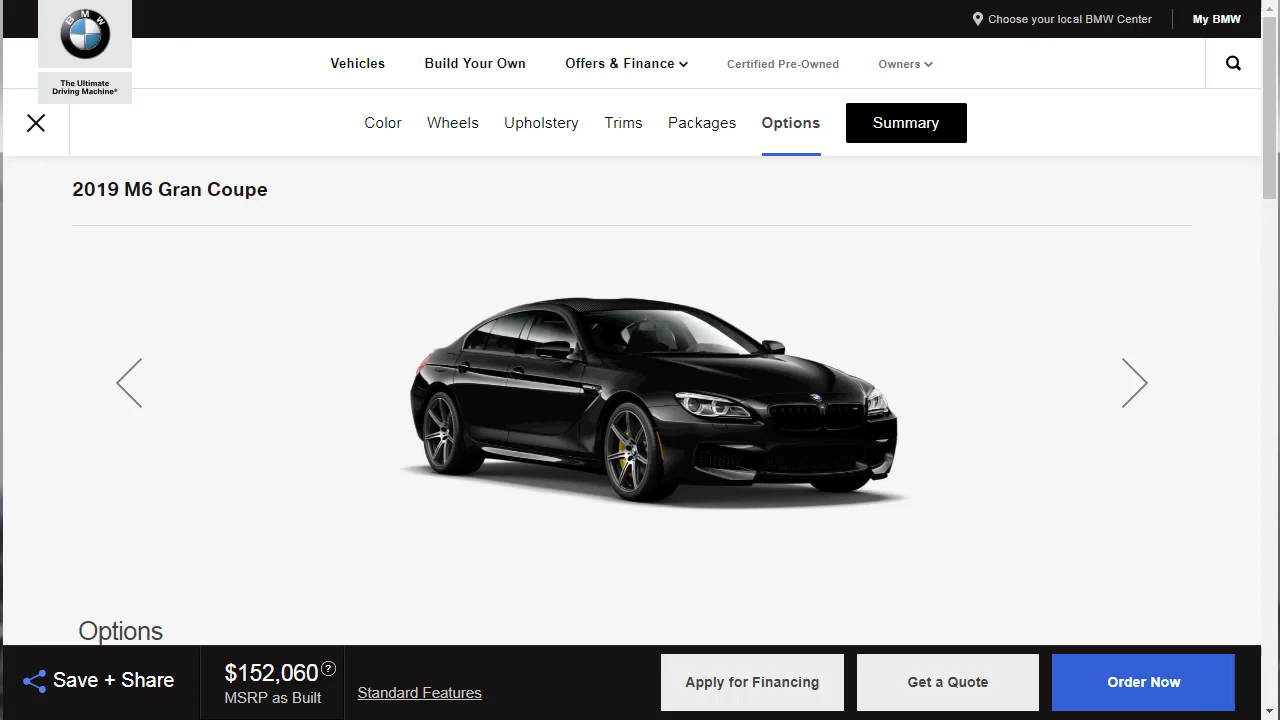 Choose your local BMW Center
My BMW
BMW
The Ultimate
Driving Machine®
Vehicles
Build Your Own
Offers & Finance
Certified Pre-Owned
Owners
Color
Wheels
Upholstery
Trims
Packages
Options
Summary
2019 M6 Gran Coupe
Options
Save + Share
$152,060 ?
MSRP as Built
Standard Features
Apply for Financing
Get a Quote
Order Now